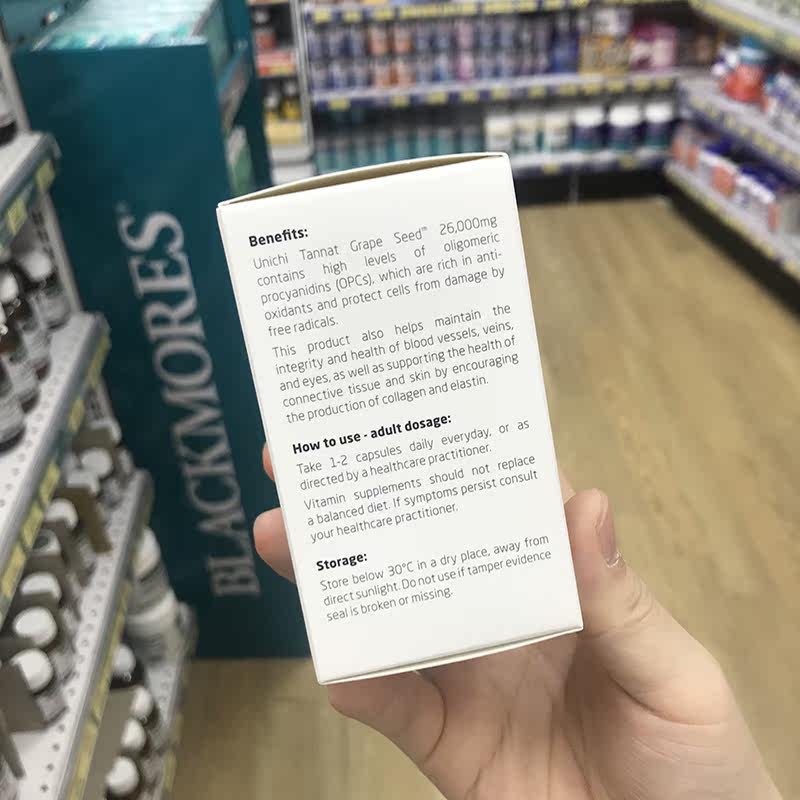 BLACKMORES®
Benefits:
Unichi Tannat Grape Seed™ 26,000mg
contains high levels of oligomeric
procyanidins (OPCs), which are rich in anti-
oxidants and protect cells from damage by
free radicals.
This product also helps maintain the
integrity and health of blood vessels, veins,
and eyes, as well as supporting the health of
connective tissue and skin by encouraging
the production of collagen and elastin.
How to use - adult dosage:
Take 1-2 capsules daily everyday, or as
directed by a healthcare practitioner.
Vitamin supplements should not replace
a balanced diet. If symptoms persist consult
your healthcare practitioner.
Storage:
Store below 30°C in a dry place, away from
direct sunlight. Do not use if tamper evidence
seal is broken or missing.